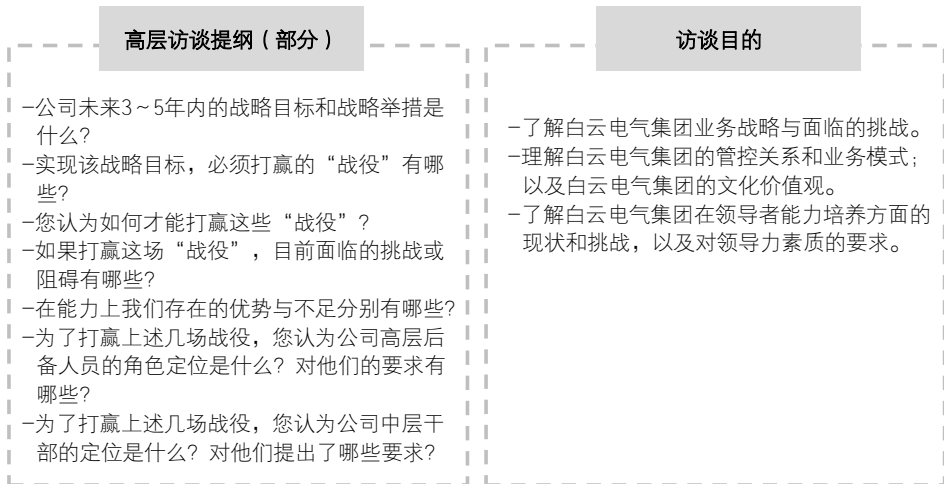 高层访谈提纲（部分）
–公司未来3～5年内的战略目标和战略举措是
什么？
–实现该战略目标，必须打赢的“战役”有哪
些？
–您认为如何才能打赢这些“战役”？
–如果打赢这场“战役”，目前面临的挑战或
阻碍有哪些？
–在能力上我们存在的优势与不足分别有哪些？
–为了打赢上述几场战役，您认为公司高层后
备人员的角色定位是什么？对他们的要求有
哪些？
–为了打赢上述几场战役，您认为公司中层干
部的定位是什么？对他们提出了哪些要求？
访谈目的
–了解白云电气集团业务战略与面临的挑战。
–理解白云电气集团的管控关系和业务模式；
以及白云电气集团的文化价值观。
–了解白云电气集团在领导者能力培养方面的
现状和挑战，以及对领导力素质的要求。